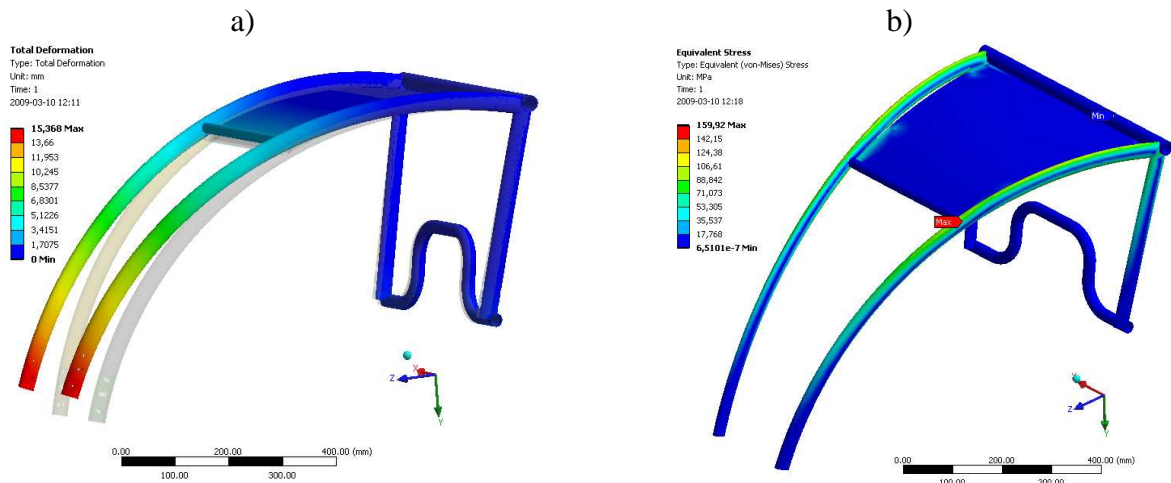 a)
Total Deformation
Type: Total Deformation
Unit: mm
Time: 1
2009-03-10 12:11
15,368 Max
13,66
11,953
10,245
8,5377
6,8301
5,1226
3,4151
1,7075
0 Min
X
Z
Y
0.00 200.00 400.00 (mm)
100.00 300.00
b)
Equivalent Stress
Type: Equivalent (von-Mises) Stress
Unit: MPa
Time: 1
2009-03-10 12:18
159,92 Max
142,15
124,38
106,61
88,842
71,073
53,305
35,537
17,768
6,5101e-7 Min
Min
Max
Z
Y
0.00 200.00 400.00 (mm)
100.00 300.00